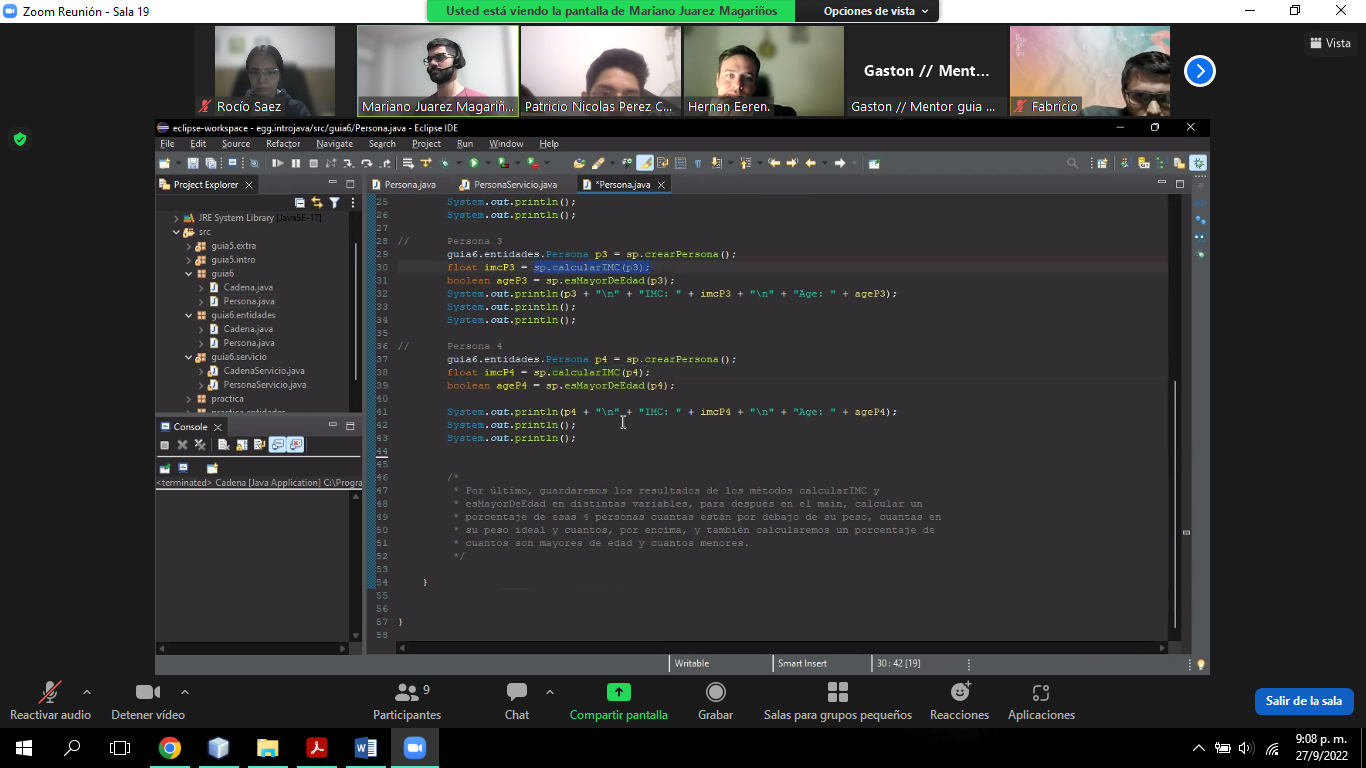 Zoom Reunión - Sala 19
Usted está viendo la pantalla de Mariano Juarez Magariños
Opciones de vista
Vista
Rocío Saez
Mariano Juarez Magariñ...
Patricio Nicolas Perez C...
Hernan Eeren.
Gaston // Ment...
Gaston // Mentor guia ...
Fabricio
eclipse-workspace - egg.introjava/src/guia6/Persona.java - Eclipse IDE
File Edit Source Refactor Navigate Search Project Run Window Help
Project Explorer
JRE System Library [JavaSE-17]
src
guia5.extra
guia5.intro
guia6
Cadena.java
Persona.java
guia6.entidades
Cadena.java
Persona.java
guia6.servicio
CadenaServicio.java
PersonaServicio.java
practica
practica.entidades
Console
<terminated> Cadena [Java Application] C:\Progra
Persona.java PersonaServicio.java *Persona.java
25 System.out.println();
26 System.out.println();
27
28 // Persona 3
29 guia6.entidades.Persona p3 = sp.crearPersona();
30 float imcP3 = sp.calcularIMC(p3);
31 boolean ageP3 = sp.esMayorDeEdad(p3);
32 System.out.println(p3 + "\n" + "IMC: " + imcP3 + "\n" + "Age: " + ageP3);
33 System.out.println();
34 System.out.println();
35
36 // Persona 4
37 guia6.entidades.Persona p4 = sp.crearPersona();
38 float imcP4 = sp.calcularIMC(p4);
39 boolean ageP4 = sp.esMayorDeEdad(p4);
40
41 System.out.println(p4 + "\n" + "IMC: " + imcP4 + "\n" + "Age: " + ageP4);
42 System.out.println();
43 System.out.println();
44
45
46 /*
47 * Por último, guardaremos los resultados de los métodos calcularIMC y
48 * esMayorDeEdad en distintas variables, para después en el main, calcular un
49 * porcentaje de esas 4 personas cuantas están por debajo de su peso, cuantas en
50 * su peso ideal y cuantos, por encima, y también calcularemos un porcentaje de
51 * cuantos son mayores de edad y cuantos menores.
52 */
53
54 }
55
56
57 }
58
Writable Smart Insert 30 : 42 [19]
Reactivar audio
Detener vídeo
9
Participantes
Chat
Compartir pantalla
Grabar
Salas para grupos pequeños
Reacciones
Aplicaciones
Salir de la sala
9:08 p. m.
27/9/2022